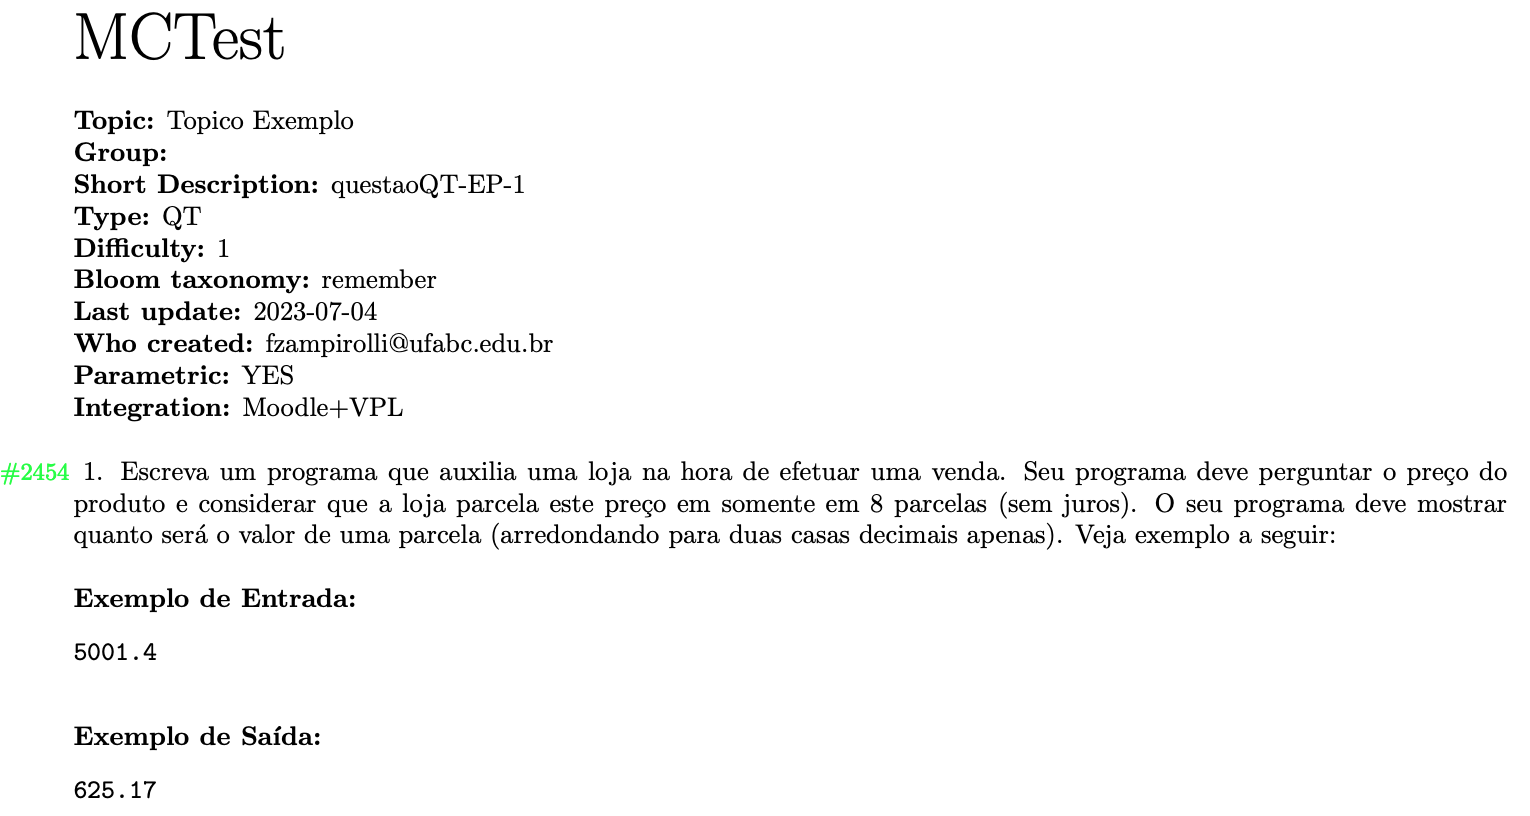 MCTest
Topic: Topico Exemplo
Group:
Short Description: questaoQT-EP-1
Type: QT
Difficulty: 1
Bloom taxonomy: remember
Last update: 2023-07-04
Who created: fzampirolli@ufabc.edu.br
Parametric: YES
Integration: Moodle+VPL
#2454 1. Escreva um programa que auxilia uma loja na hora de efetuar uma venda. Seu programa deve perguntar o preço do
produto e considerar que a loja parcela este preço em somente em 8 parcelas (sem juros). O seu programa deve mostrar
quanto será o valor de uma parcela (arredondando para duas casas decimais apenas). Veja exemplo a seguir:
Exemplo de Entrada:
5001.4
Exemplo de Saída:
625.17